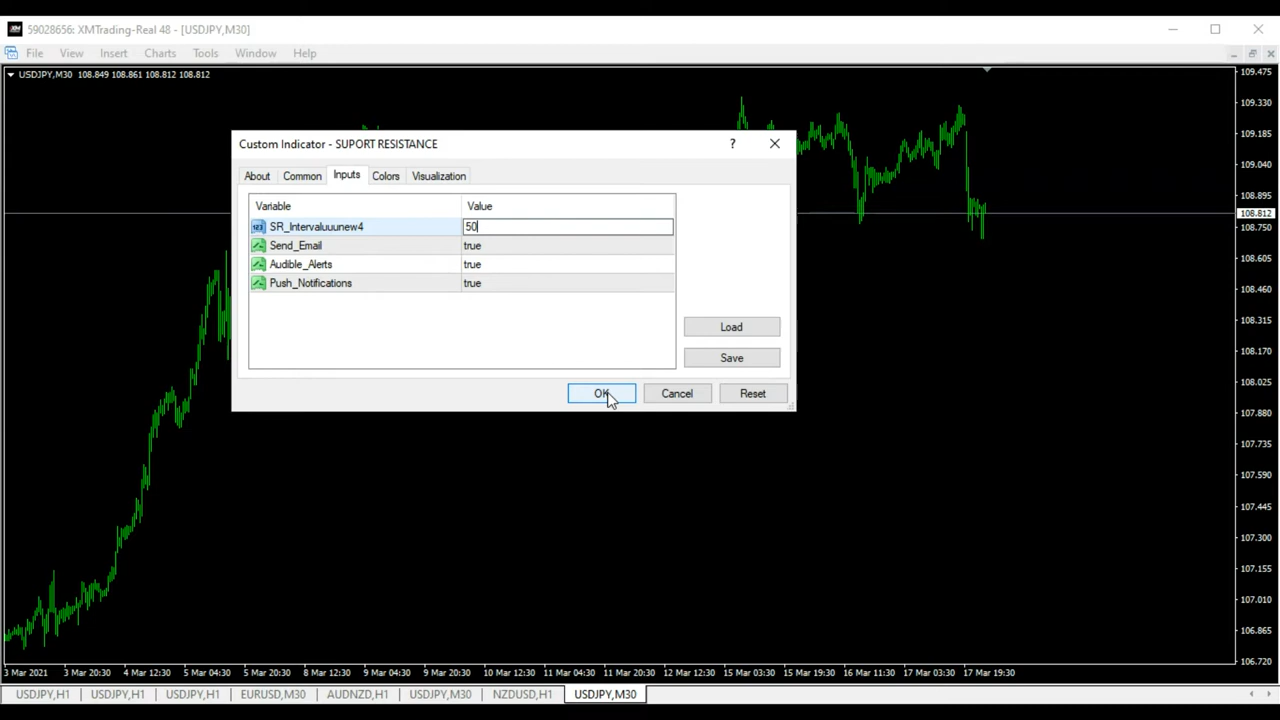 59028656: XMTrading-Real 48 - [USDJPY,M30]
File View Insert Charts Tools Window Help
USDJPY,M30 108.849 108.861 108.812 108.812
109.475
109.330
109.185
109.040
108.895
108.812
108.750
108.605
108.460
108.315
108.170
108.025
107.880
107.735
107.590
107.445
107.300
107.155
107.010
106.865
106.720
Custom Indicator - SUPORT RESISTANCE
?
About Common Inputs Colors Visualization
Variable Value
123 SR_Intervaluuunew4 50
Send_Email true
Audible_Alerts true
Push_Notifications true
Load
Save
OK Cancel Reset
3 Mar 2021 3 Mar 20:30 4 Mar 12:30 5 Mar 04:30 5 Mar 20:30 8 Mar 12:30 9 Mar 04:30 9 Mar 20:30 10 Mar 12:30 11 Mar 04:30 11 Mar 20:30 12 Mar 12:30 15 Mar 03:30 15 Mar 19:30 16 Mar 11:30 17 Mar 03:30 17 Mar 19:30
USDJPY,H1 USDJPY,H1 USDJPY,H1 EURUSD,M30 AUDNZD,H1 USDJPY,M30 NZDUSD,H1 USDJPY,M30